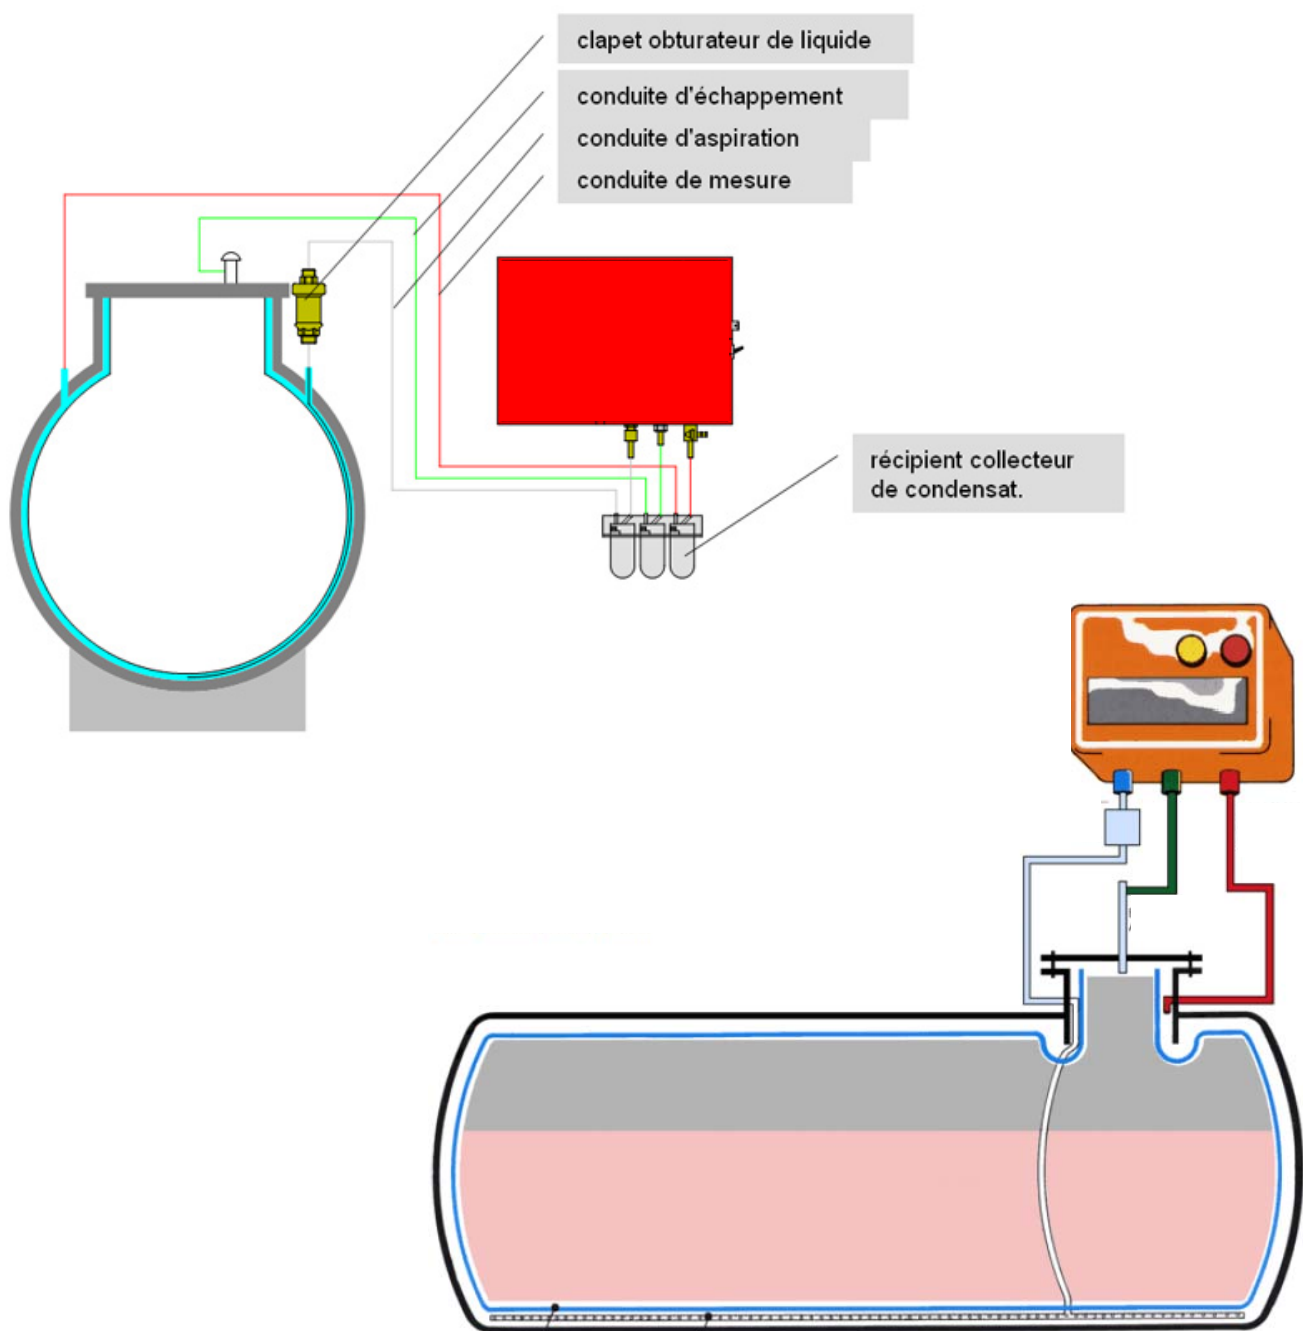 clapet obturateur de liquide
conduite d'échappement
conduite d'aspiration
conduite de mesure
récipient collecteur
de condensat.